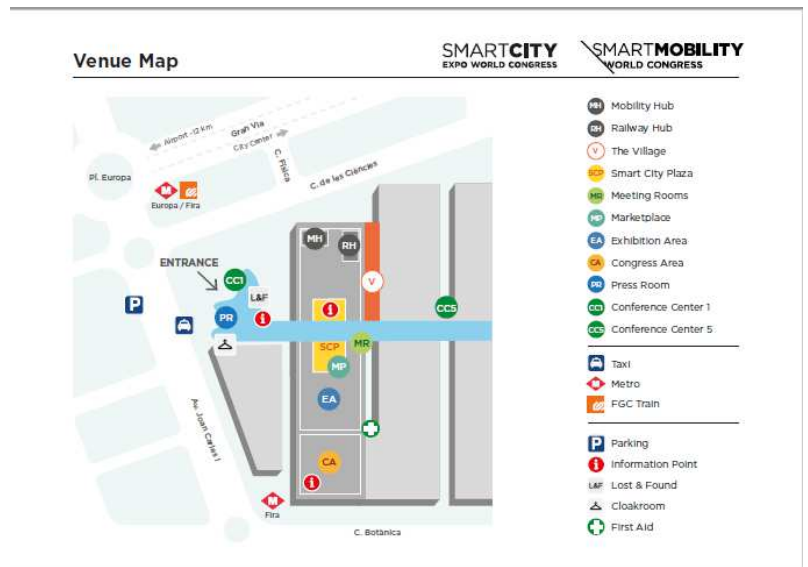 Venue Map
SMARTCITY
EXPO WORLD CONGRESS
SMARTMOBILITY
WORLD CONGRESS
Airport -12 km
Gran Via
City Center
Pl. Europa
C. Física
C. de les Ciències
M
Europa / Fira
ENTRANCE
MH
RH
CC1
L&F
V
P
PR
i
i
CC5
SCP
MR
MP
EA
Av. Joan Carles I
CA
i
M
Fira
C. Botànica
MH Mobility Hub
RH Railway Hub
V The Village
SCP Smart City Plaza
MR Meeting Rooms
MP Marketplace
EA Exhibition Area
CA Congress Area
PR Press Room
CC1 Conference Center 1
CC5 Conference Center 5
Taxi
M Metro
FGC Train
P Parking
i Information Point
L&F Lost & Found
Cloakroom
First Aid